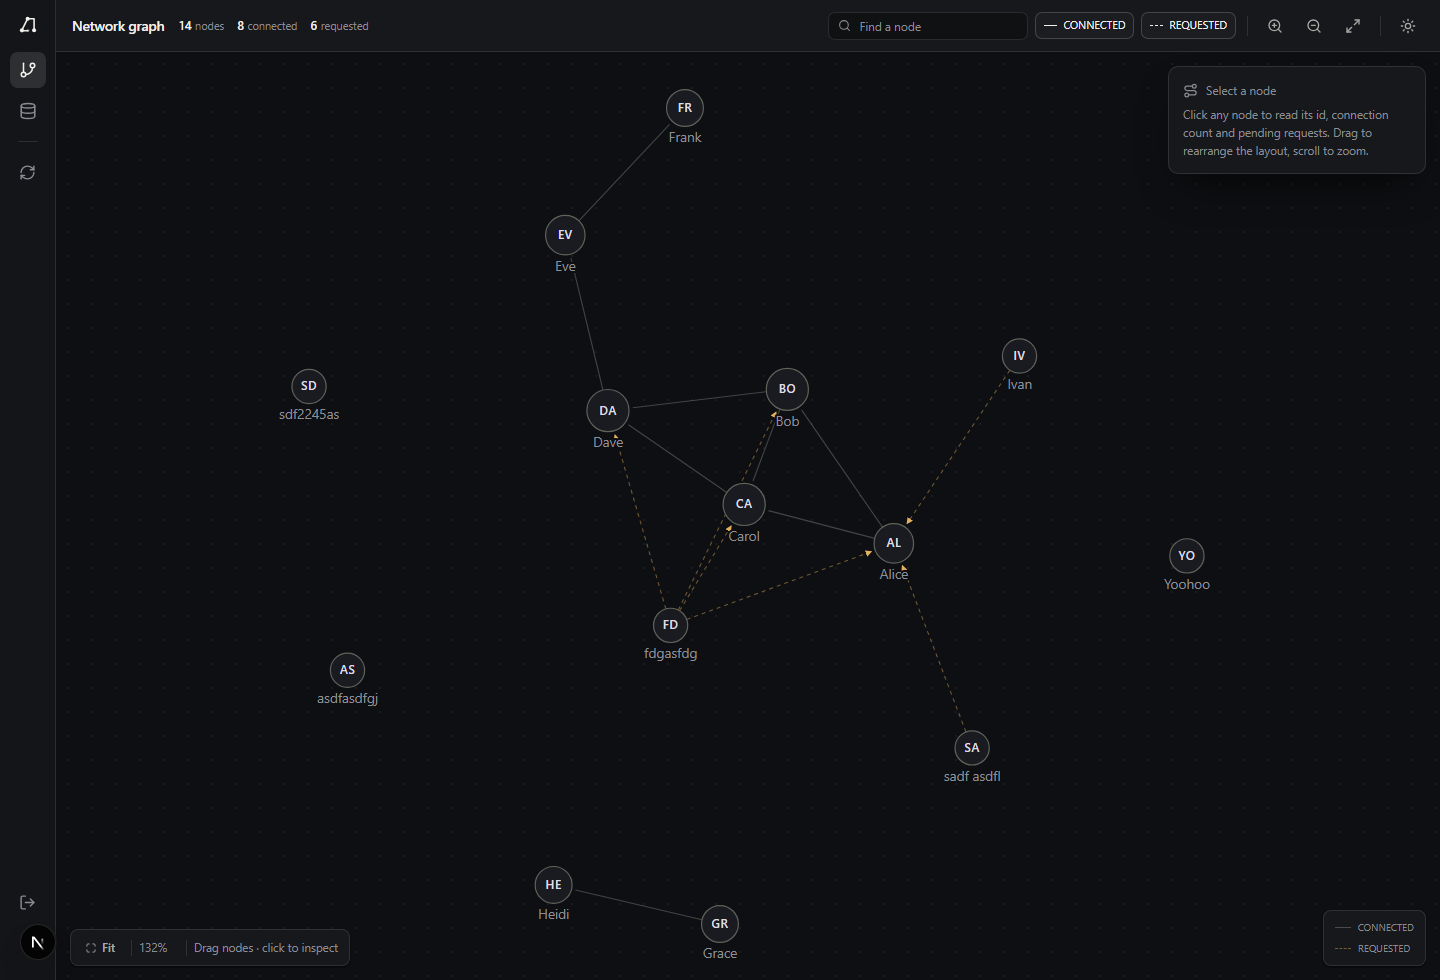 Network graph 14 nodes 8 connected 6 requested
Find a node
CONNECTED
REQUESTED
Select a node
Click any node to read its id, connection
count and pending requests. Drag to
rearrange the layout, scroll to zoom.
FR
Frank
EV
Eve
IV
Ivan
SD
sdf2245as
BO
Bob
DA
Dave
CA
Carol
AL
Alice
YO
Yoohoo
FD
fdgasfdg
AS
asdfasdfgj
SA
sadf asdfl
HE
Heidi
GR
Grace
N
Fit 132% Drag nodes · click to inspect
CONNECTED
REQUESTED